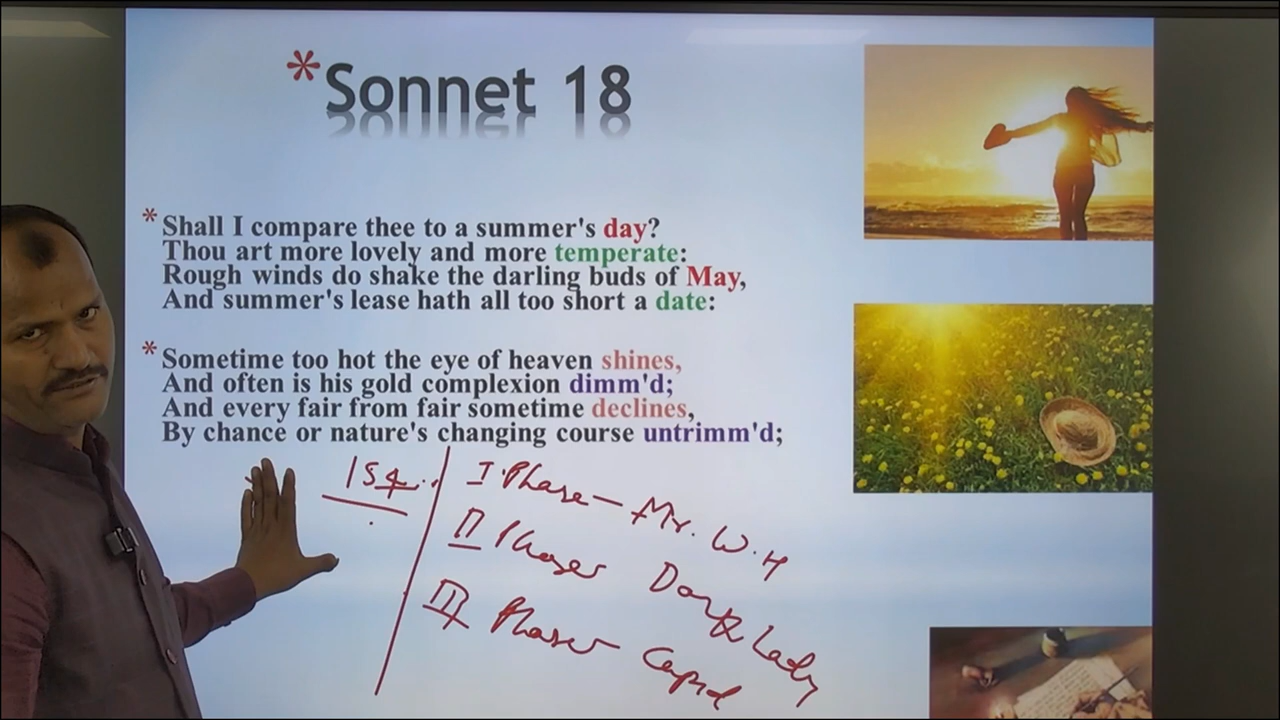 *Sonnet 18
* Shall I compare thee to a summer's day?
Thou art more lovely and more temperate:
Rough winds do shake the darling buds of May,
And summer's lease hath all too short a date:
* Sometime too hot the eye of heaven shines,
And often is his gold complexion dimm'd;
And every fair from fair sometime declines,
By chance or nature's changing course untrimm'd;
154..
I Phase - Mr. W.H
II Phases Dark Lady
III Phases Cupid